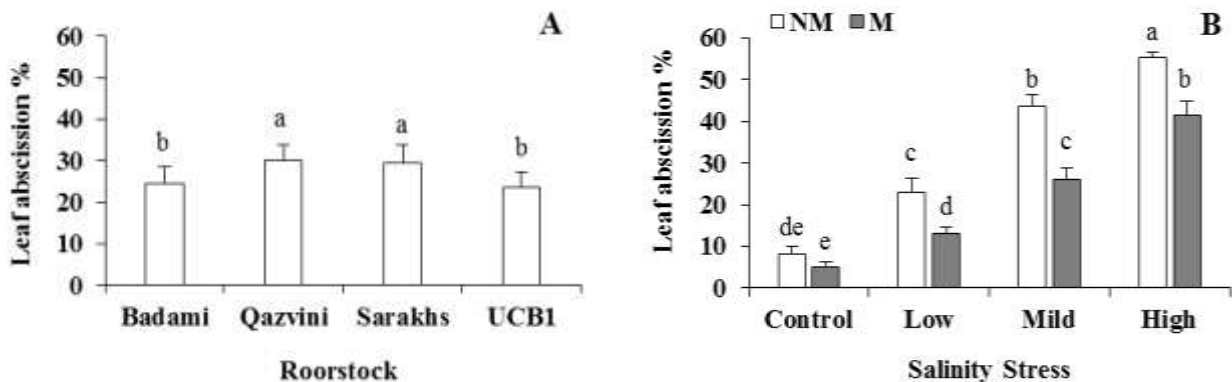 A
Leaf abscission %
60
50
40
30
20
10
0
b
a
a
b
Badami Qazvini Sarakhs UCB1
Roorstock
B
NM M
Leaf abscission %
60
50
40
30
20
10
0
de
e
c
d
b
c
a
b
Control Low Mild High
Salinity Stress